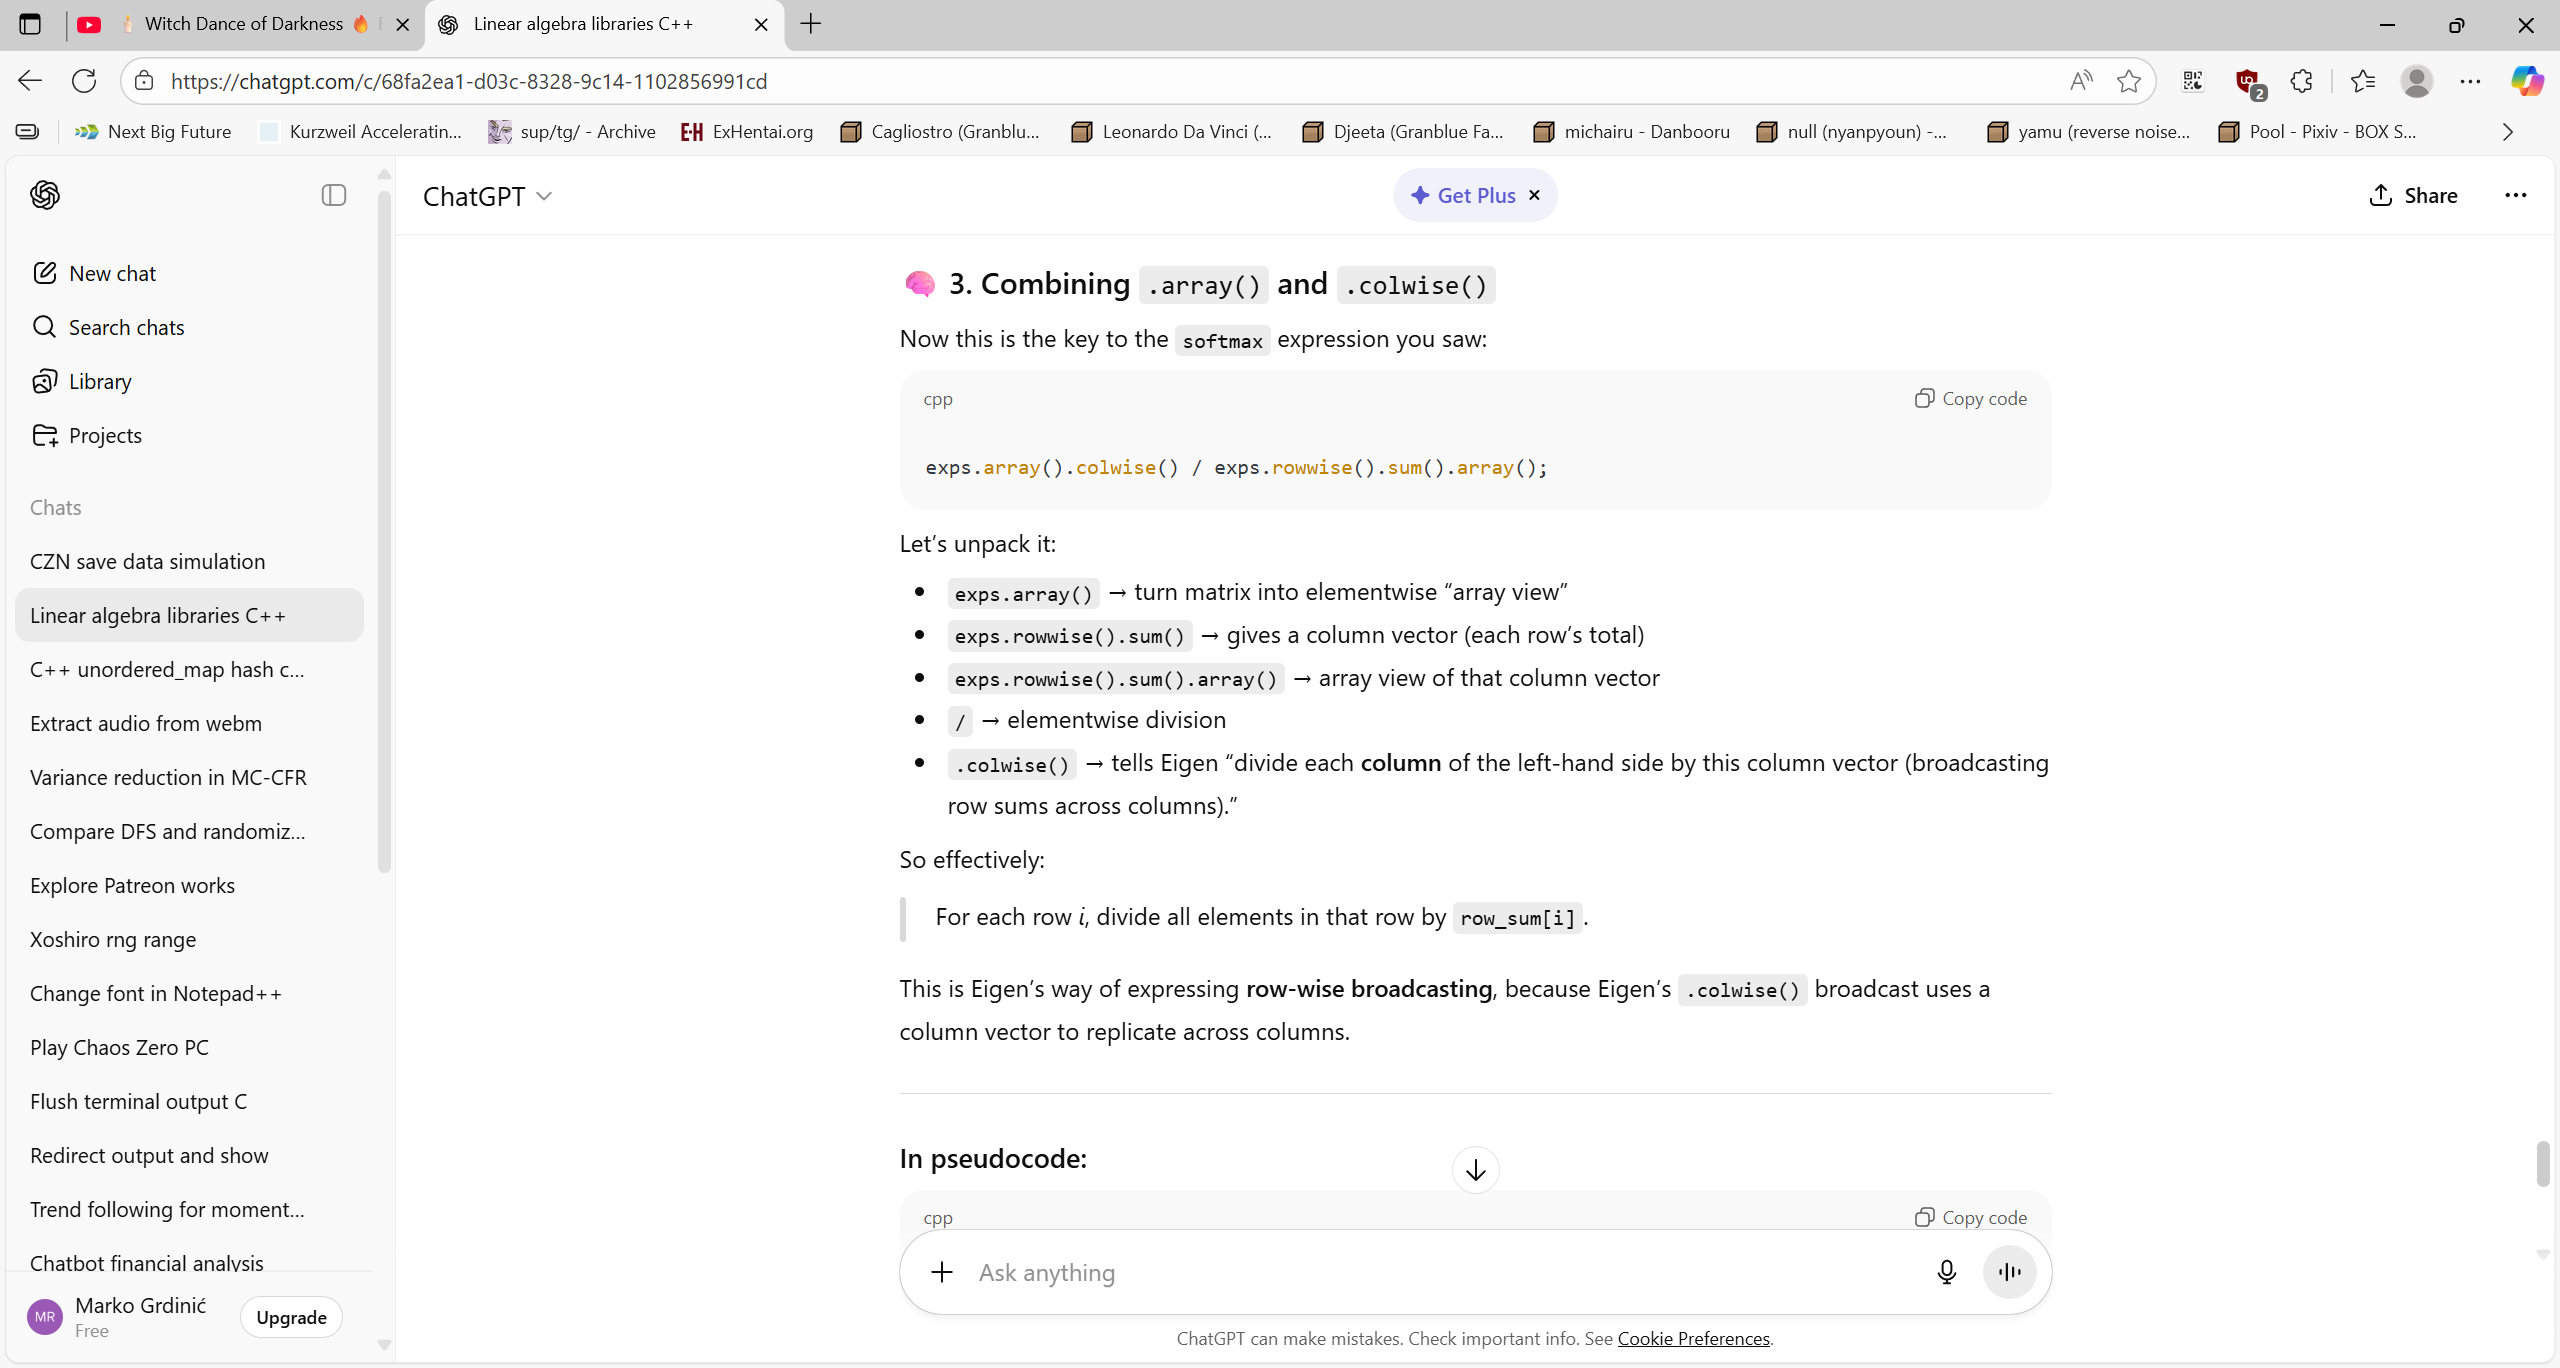 Witch Dance of Darkness
Linear algebra libraries C++
https://chatgpt.com/c/68fa2ea1-d03c-8328-9c14-1102856991cd
2
Next Big Future
Kurzweil Acceleratin...
sup/tg/ - Archive
E-H ExHentai.org
Cagliostro (Granblu...
Leonardo Da Vinci (...
Djeeta (Granblue Fa...
michairu - Danbooru
null (nyanpyoun) -...
yamu (reverse noise...
Pool - Pixiv - BOX S...
ChatGPT
Get Plus
Share
New chat
Search chats
Library
Projects
Chats
CZN save data simulation
Linear algebra libraries C++
C++ unordered_map hash c...
Extract audio from webm
Variance reduction in MC-CFR
Compare DFS and randomiz...
Explore Patreon works
Xoshiro rng range
Change font in Notepad++
Play Chaos Zero PC
Flush terminal output C
Redirect output and show
Trend following for moment...
Chatbot financial analysis
MR
Marko Grdinić
Free
Upgrade
🧠 3. Combining .array() and .colwise()
Now this is the key to the softmax expression you saw:
cpp
Copy code
exps.array().colwise() / exps.rowwise().sum().array();
Let’s unpack it:
• exps.array() → turn matrix into elementwise “array view”
• exps.rowwise().sum() → gives a column vector (each row’s total)
• exps.rowwise().sum().array() → array view of that column vector
• / → elementwise division
• .colwise() → tells Eigen “divide each column of the left-hand side by this column vector (broadcasting
row sums across columns).”
So effectively:
For each row i, divide all elements in that row by row_sum[i].
This is Eigen’s way of expressing row-wise broadcasting, because Eigen’s .colwise() broadcast uses a
column vector to replicate across columns.
In pseudocode:
cpp
Copy code
Ask anything
ChatGPT can make mistakes. Check important info. See Cookie Preferences.